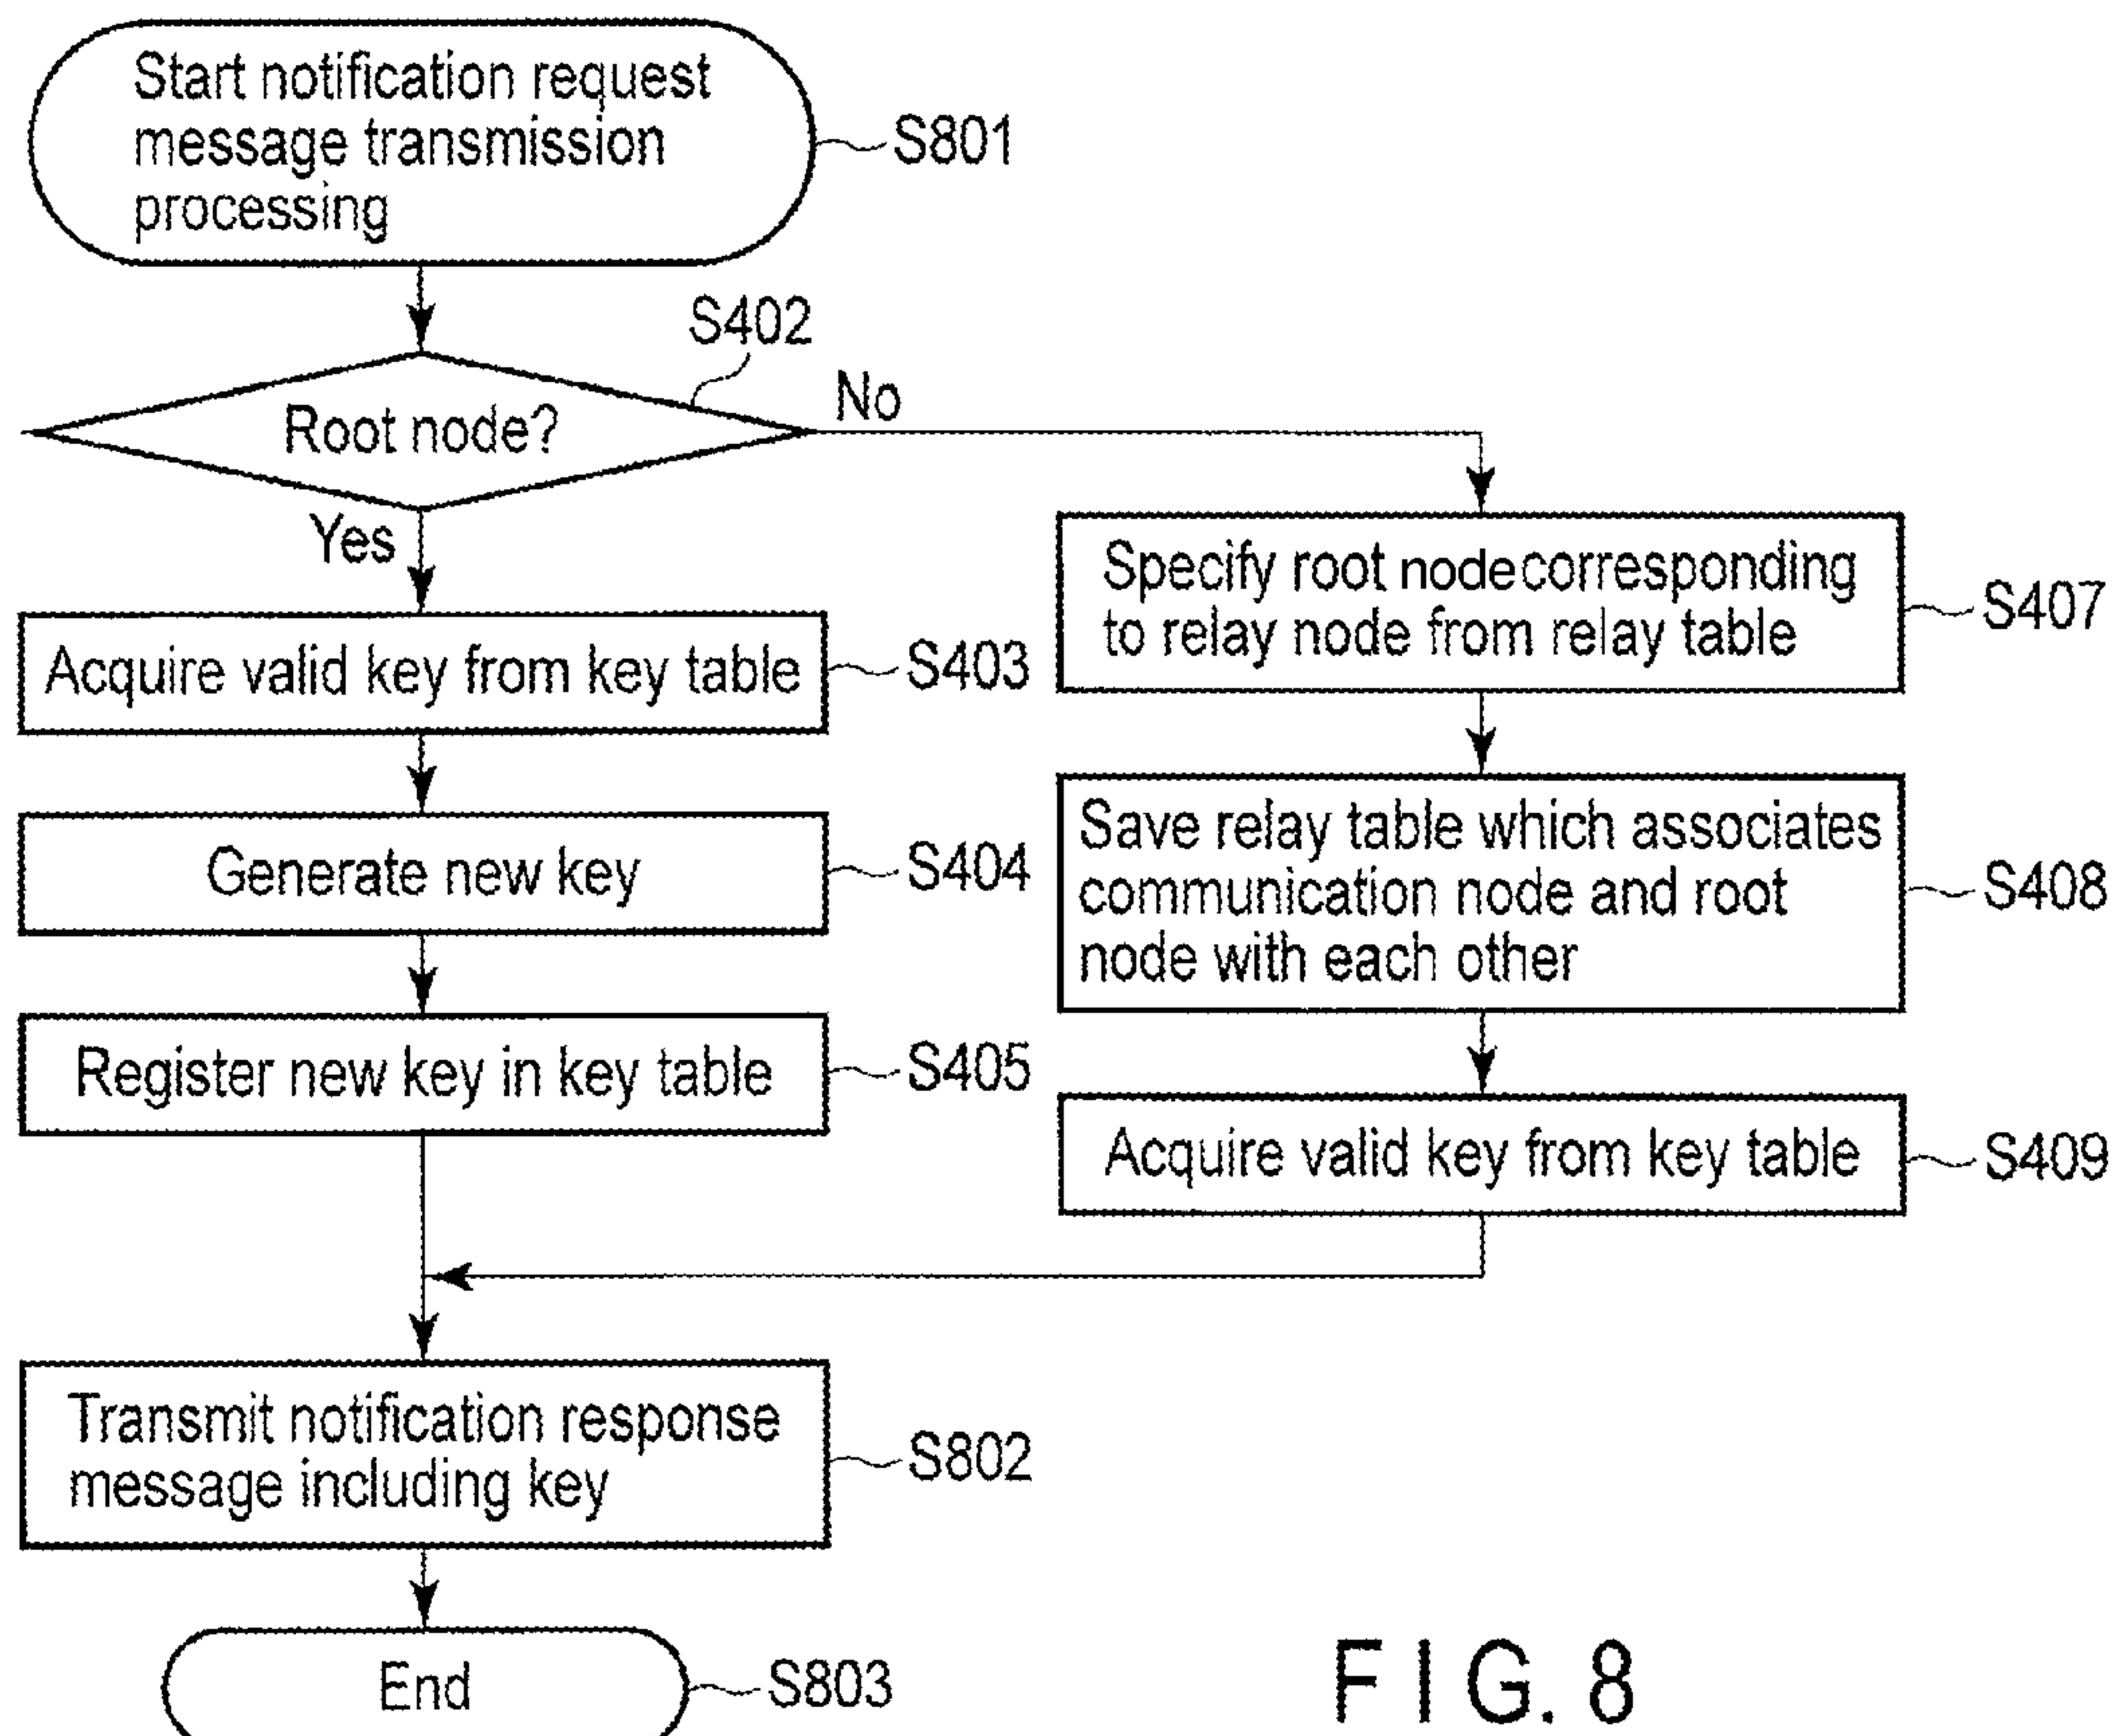 Start notification request
message transmission
processing
S801
S402
Root node?
No
Yes
Acquire valid key from key table
S403
Generate new key
S404
Register new key in key table
S405
Specify root node corresponding
to relay node from relay table
S407
Save relay table which associates
communication node and root
node with each other
S408
Acquire valid key from key table
S409
Transmit notification response
message including key
S802
End
S803
FIG. 8